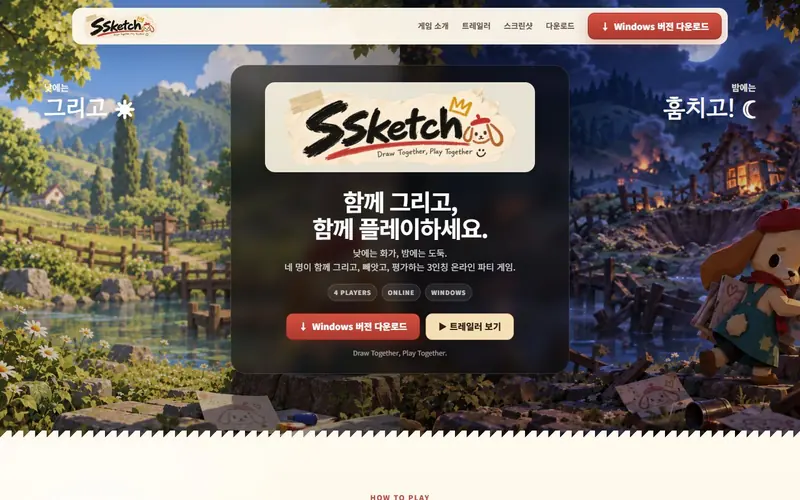 Ssketch
Draw Together, Play Together
게임 소개
트레일러
스크린샷
다운로드
↓ Windows 버전 다운로드
낮에는
그리고
밤에는
훔치고!
Ssketch
Draw Together, Play Together
함께 그리고,
함께 플레이하세요.
낮에는 화가, 밤에는 도둑.
네 명이 함께 그리고, 빼앗고, 평가하는 3인칭 온라인 파티 게임.
4 PLAYERS
ONLINE
WINDOWS
↓ Windows 버전 다운로드
▶ 트레일러 보기
Draw Together, Play Together.
HOW TO PLAY